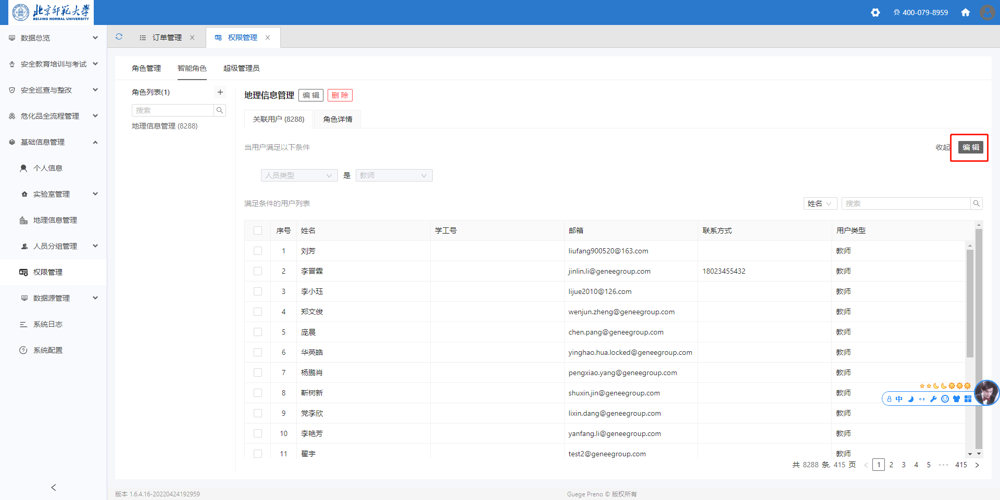 北京师范大学
BEIJING NORMAL UNIVERSITY
400-079-8959
数据总览
安全教育培训与考试
安全巡查与整改
危化品全流程管理
基础信息管理
个人信息
实验室管理
地理信息管理
人员分组管理
权限管理
数据源管理
系统日志
系统配置
订单管理
权限管理
角色管理 智能角色 超级管理员
角色列表(1)
搜索
地理信息管理 (8288)
地理信息管理 编辑 删除
关联用户 (8288) 角色详情
当用户满足以下条件 收起 编辑
人员类型 是 教师
满足条件的用户列表 姓名 搜索
序号 姓名 学工号 邮箱 联系方式 用户类型
1 刘芳 liufang900520@163.com 教师
2 李晋霖 jinlin.li@geneegroup.com 18023455432 教师
3 李小珏 lijue2010@126.com 教师
4 郑文俊 wenjun.zheng@geneegroup.com 教师
5 庞晨 chen.pang@geneegroup.com 教师
6 华英皓 yinghao.hua.locked@geneegroup.com 教师
7 杨鹏肖 pengxiao.yang@geneegroup.com 教师
8 靳树新 shuxin.jin@geneegroup.com 教师
9 党李欣 lixin.dang@geneegroup.com 教师
10 李艳芳 yanfang.li@geneegroup.com 教师
11 翟宇 test2@geneegroup.com 教师
中
共 8288 条, 415 页 < 1 2 3 4 5 ••• 415 >
版本 1.6.4.16-20220424192959
Guege Preno © 版权所有